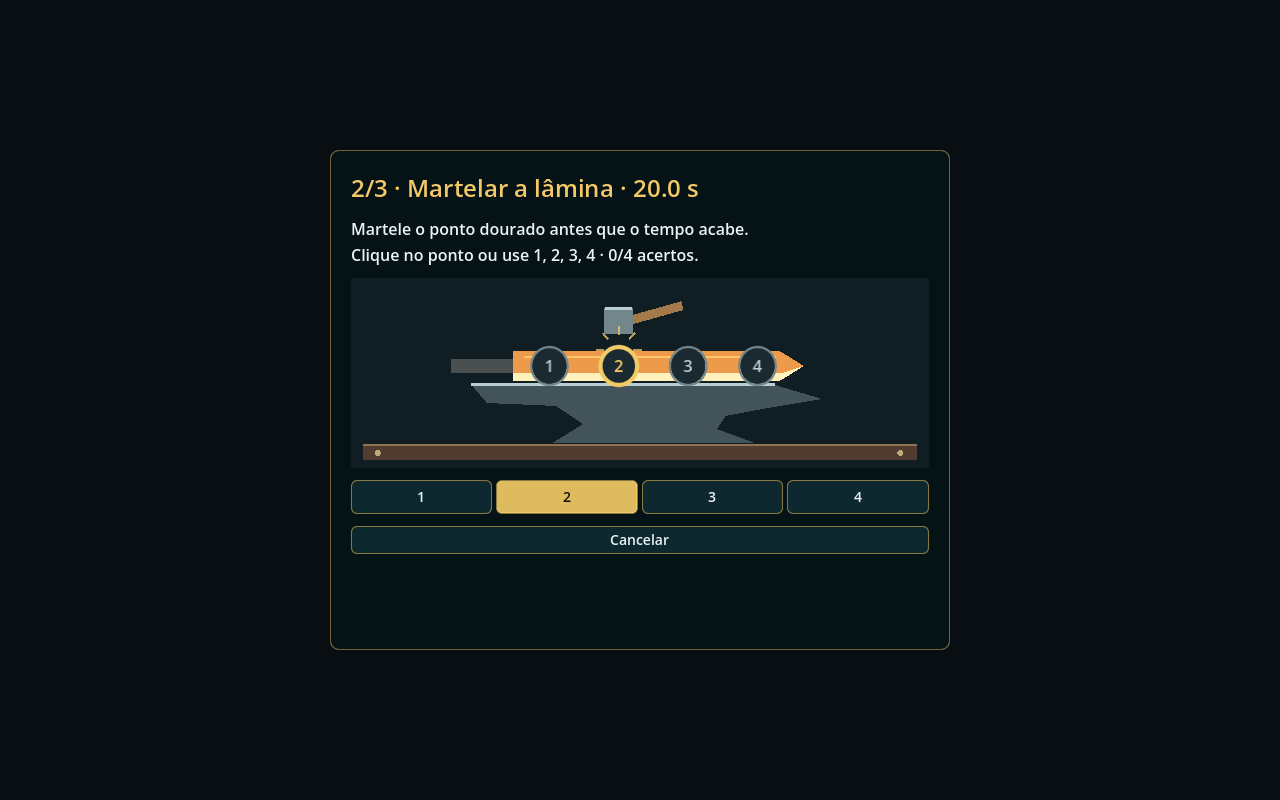 2/3 · Martelar a lâmina · 20.0 s
Martele o ponto dourado antes que o tempo acabe.
Clique no ponto ou use 1, 2, 3, 4 · 0/4 acertos.
1 2 3 4
1 2 3 4
Cancelar